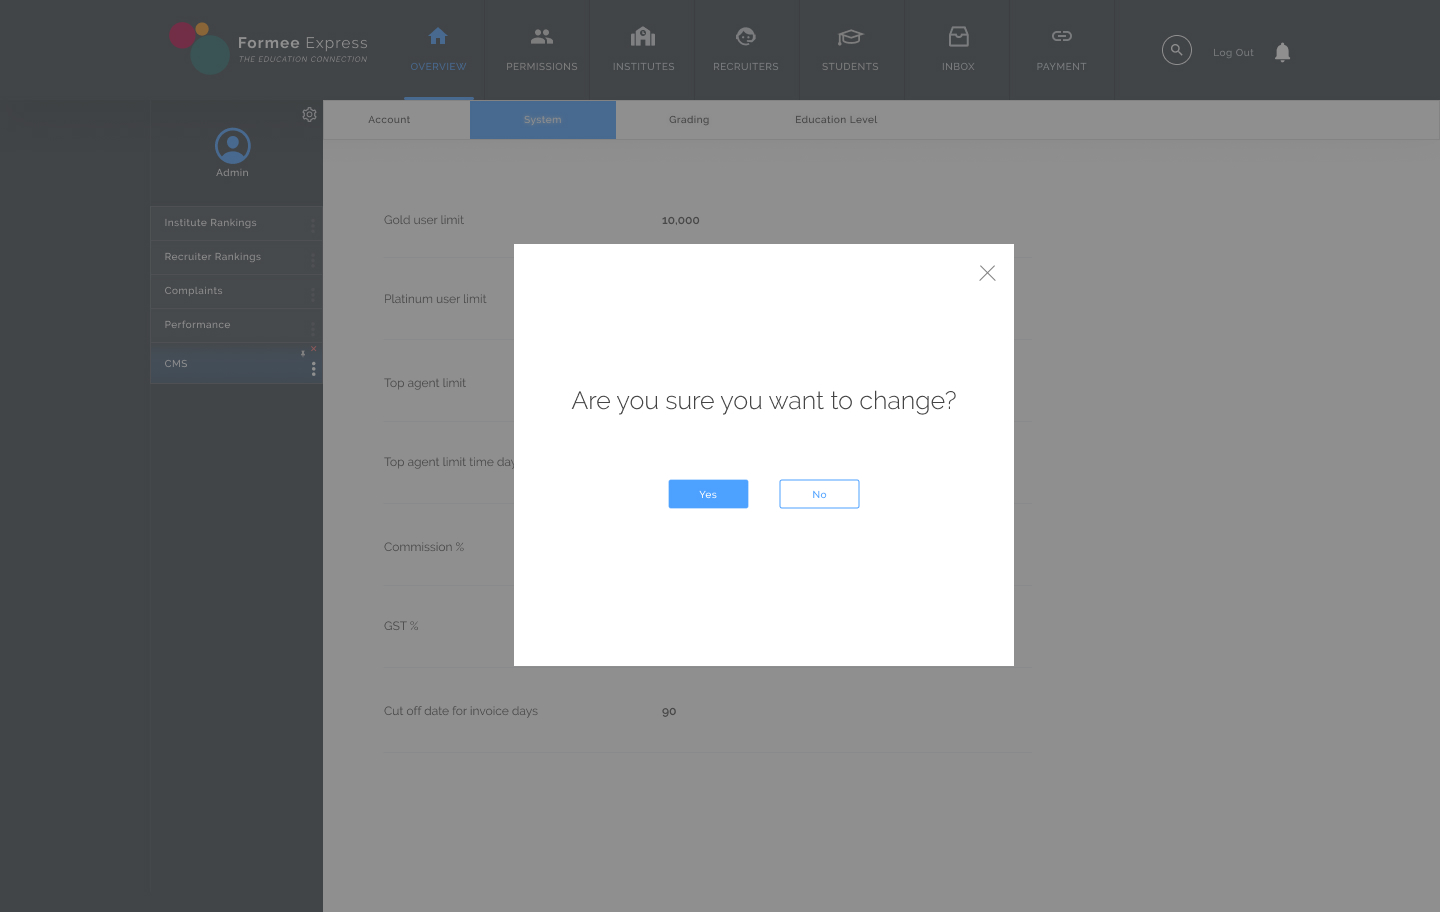 Formee Express
THE EDUCATION CONNECTION
OVERVIEW
PERMISSIONS
INSTITUTES
RECRUITERS
STUDENTS
INBOX
PAYMENT
Log Out
Admin
Institute Rankings
Recruiter Rankings
Complaints
Performance
CMS
Account
System
Grading
Education Level
Gold user limit 10,000
Platinum user limit
Top agent limit
Top agent limit time day
Commission %
GST %
Cut off date for invoice days 90
Are you sure you want to change?
Yes
No